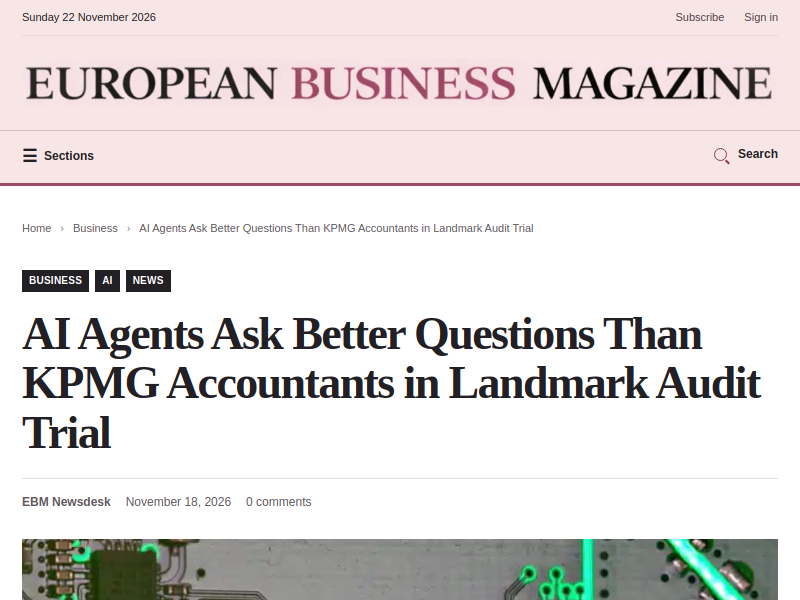 Sunday 22 November 2026
Subscribe
Sign in
EUROPEAN BUSINESS MAGAZINE
Sections
Search
Home › Business › AI Agents Ask Better Questions Than KPMG Accountants in Landmark Audit Trial
BUSINESS AI NEWS
AI Agents Ask Better Questions Than
KPMG Accountants in Landmark Audit
Trial
EBM Newsdesk November 18, 2026 0 comments